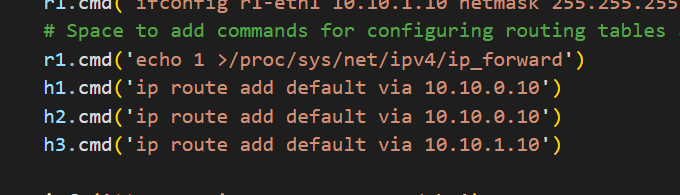 r1.cmd('ifconfig r1-eth1 10.10.1.10 netmask 255.255.255
# Space to add commands for configuring routing tables
r1.cmd('echo 1 >/proc/sys/net/ipv4/ip_forward')
h1.cmd('ip route add default via 10.10.0.10')
h2.cmd('ip route add default via 10.10.0.10')
h3.cmd('ip route add default via 10.10.1.10')